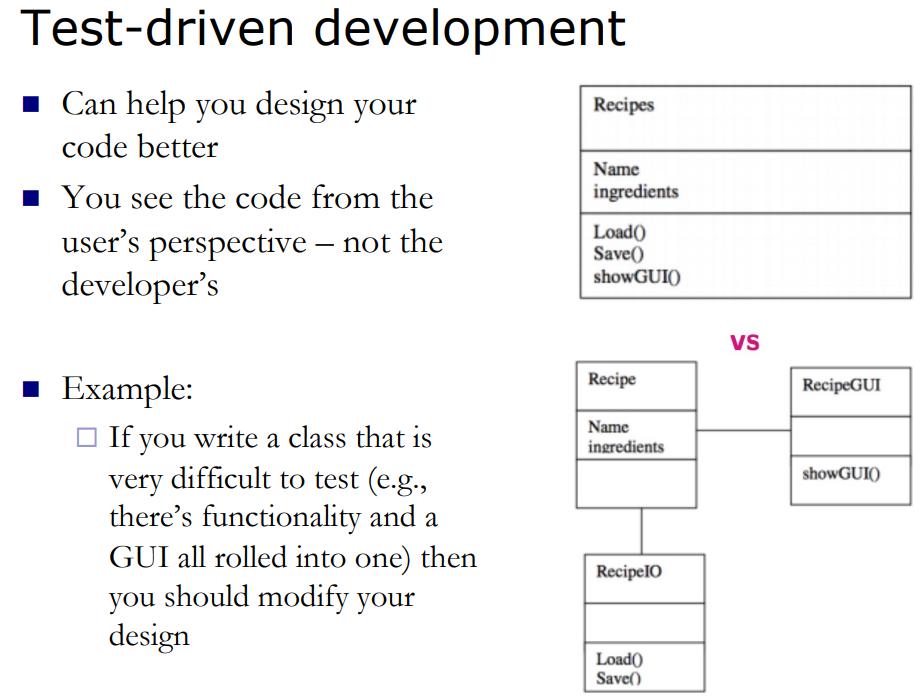 Test-driven development
Can help you design your
code better
You see the code from the
user's perspective – not the
developer's
Example:
If you write a class that is
very difficult to test (e.g.,
there's functionality and a
GUI all rolled into one) then
you should modify your
design
Recipes
Name
ingredients
Load()
Save()
showGUI()
vs
Recipe
Name
ingredients
RecipeGUI
showGUI()
RecipeIO
Load()
Save()